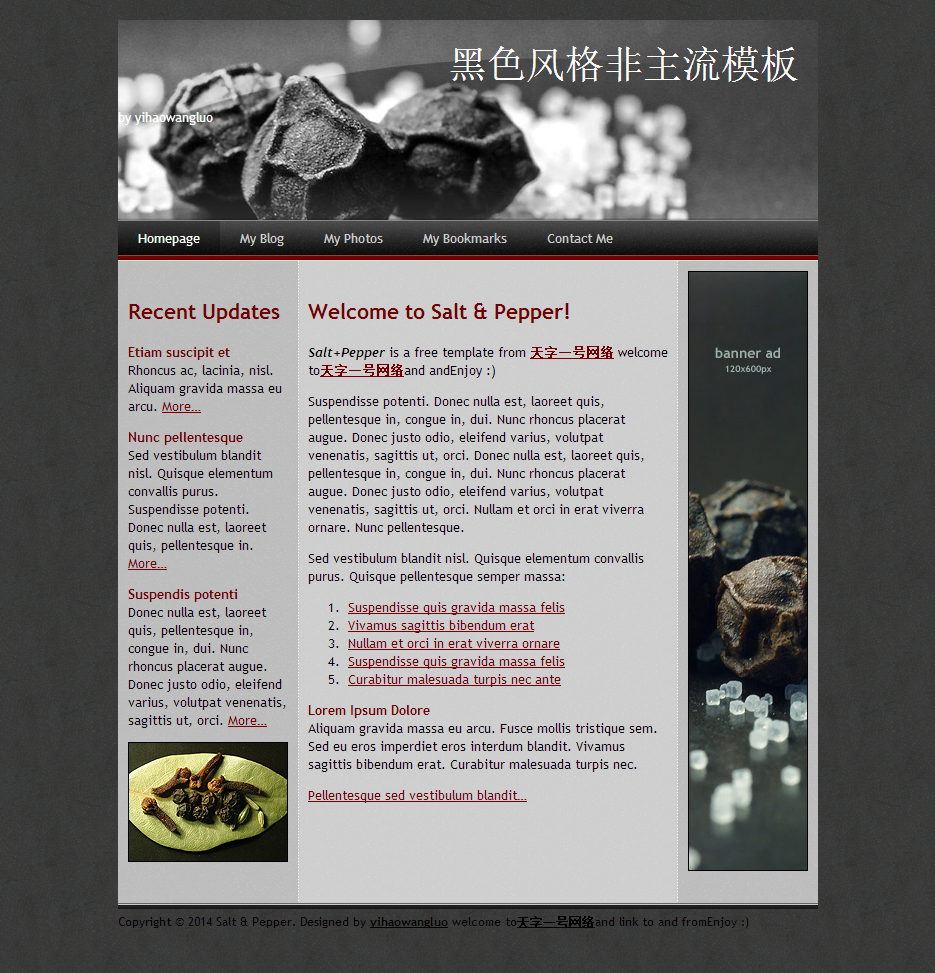 黑色风格非主流模板
by yihaowangluo
Homepage My Blog My Photos My Bookmarks Contact Me
Recent Updates
Etiam suscipit et
Rhoncus ac, lacinia, nisl.
Aliquam gravida massa eu
arcu. More...
Nunc pellentesque
Sed vestibulum blandit
nisl. Quisque elementum
convallis purus.
Suspendisse potenti.
Donec nulla est, laoreet
quis, pellentesque in.
More...
Suspendis potenti
Donec nulla est, laoreet
quis, pellentesque in,
congue in, dui. Nunc
rhoncus placerat augue.
Donec justo odio, eleifend
varius, volutpat venenatis,
sagittis ut, orci. More...
Welcome to Salt & Pepper!
Salt+Pepper is a free template from 天字一号网络 welcome
to天字一号网络and andEnjoy :)
Suspendisse potenti. Donec nulla est, laoreet quis,
pellentesque in, congue in, dui. Nunc rhoncus placerat
augue. Donec justo odio, eleifend varius, volutpat
venenatis, sagittis ut, orci. Donec nulla est, laoreet quis,
pellentesque in, congue in, dui. Nunc rhoncus placerat
augue. Donec justo odio, eleifend varius, volutpat
venenatis, sagittis ut, orci. Nullam et orci in erat viverra
ornare. Nunc pellentesque.
Sed vestibulum blandit nisl. Quisque elementum convallis
purus. Quisque pellentesque semper massa:
1. Suspendisse quis gravida massa felis
2. Vivamus sagittis bibendum erat
3. Nullam et orci in erat viverra ornare
4. Suspendisse quis gravida massa felis
5. Curabitur malesuada turpis nec ante
Lorem Ipsum Dolore
Aliquam gravida massa eu arcu. Fusce mollis tristique sem.
Sed eu eros imperdiet eros interdum blandit. Vivamus
sagittis bibendum erat. Curabitur malesuada turpis nec.
Pellentesque sed vestibulum blandit...
banner ad
120x600px
Copyright © 2014 Salt & Pepper. Designed by yihaowangluo welcome to天字一号网络and link to and fromEnjoy :)